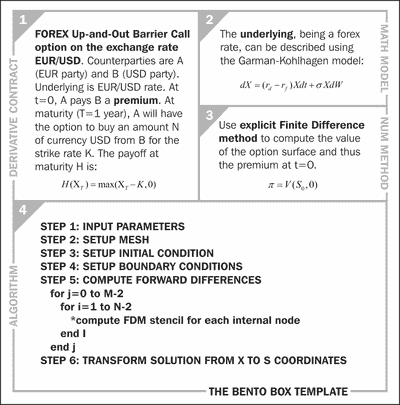 1
FOREX Up-and-Out Barrier Call
option on the exchange rate
EUR/USD. Counterparties are A
(EUR party) and B (USD party).
Underlying is EUR/USD rate. At
t=0, A pays B a premium. At
maturity (T=1 year), A will have
the option to buy an amount N
of currency USD from B for the
strike rate K. The payoff at
maturity H is:
H(X_T) = max(X_T − K,0)
DERIVATIVE CONTRACT
2
The underlying, being a forex
rate, can be described using
the Garman-Kohlhagen model:
dX = (r_d − r_f)Xdt + σXdW
MATH MODEL
3
Use explicit Finite Difference
method to compute the value
of the option surface and thus
the premium at t=0.
π = V(S_0,0)
NUM METHOD
4
STEP 1: INPUT PARAMETERS
STEP 2: SETUP MESH
STEP 3: SETUP INITIAL CONDITION
STEP 4: SETUP BOUNDARY CONDITIONS
STEP 5: COMPUTE FORWARD DIFFERENCES
for j=0 to M-2
for i=1 to N-2
*compute FDM stencil for each internal node
end I
end j
STEP 6: TRANSFORM SOLUTION FROM X TO S COORDINATES
ALGORITHM
THE BENTO BOX TEMPLATE